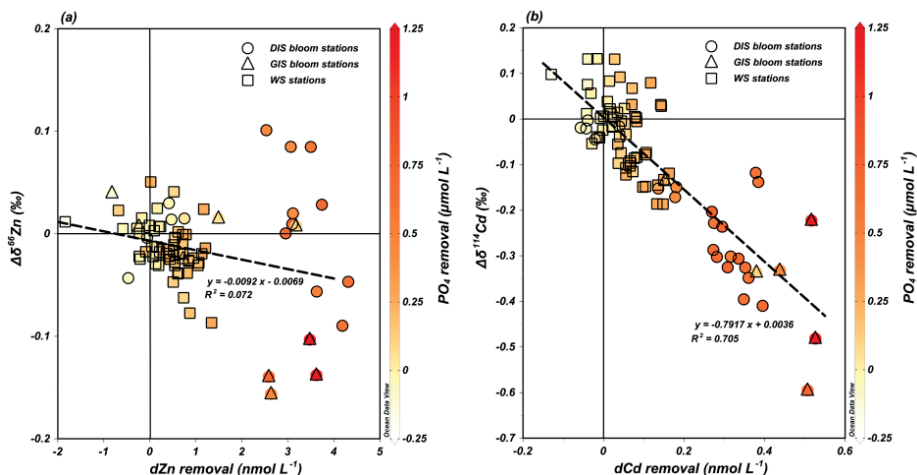 (a)
0.2
0.1
0
-0.1
-0.2
-2
-1
0
1
2
3
4
5
Δδ⁶⁶Zn (‰)
dZn removal (nmol L⁻¹)
DIS bloom stations
GIS bloom stations
WS stations
y = -0.0092 x - 0.0069
R² = 0.072
1.25
1
0.75
0.5
0.25
0
-0.25
PO₄ removal (μmol L⁻¹)
Ocean Data View
(b)
0.2
0.1
0
-0.1
-0.2
-0.3
-0.4
-0.5
-0.6
-0.7
-0.2
0
0.2
0.4
0.6
Δδ¹¹⁴Cd (‰)
dCd removal (nmol L⁻¹)
DIS bloom stations
GIS bloom stations
WS stations
y = -0.7917 x + 0.0036
R² = 0.705
1.25
1
0.75
0.5
0.25
0
-0.25
PO₄ removal (μmol L⁻¹)
Ocean Data View